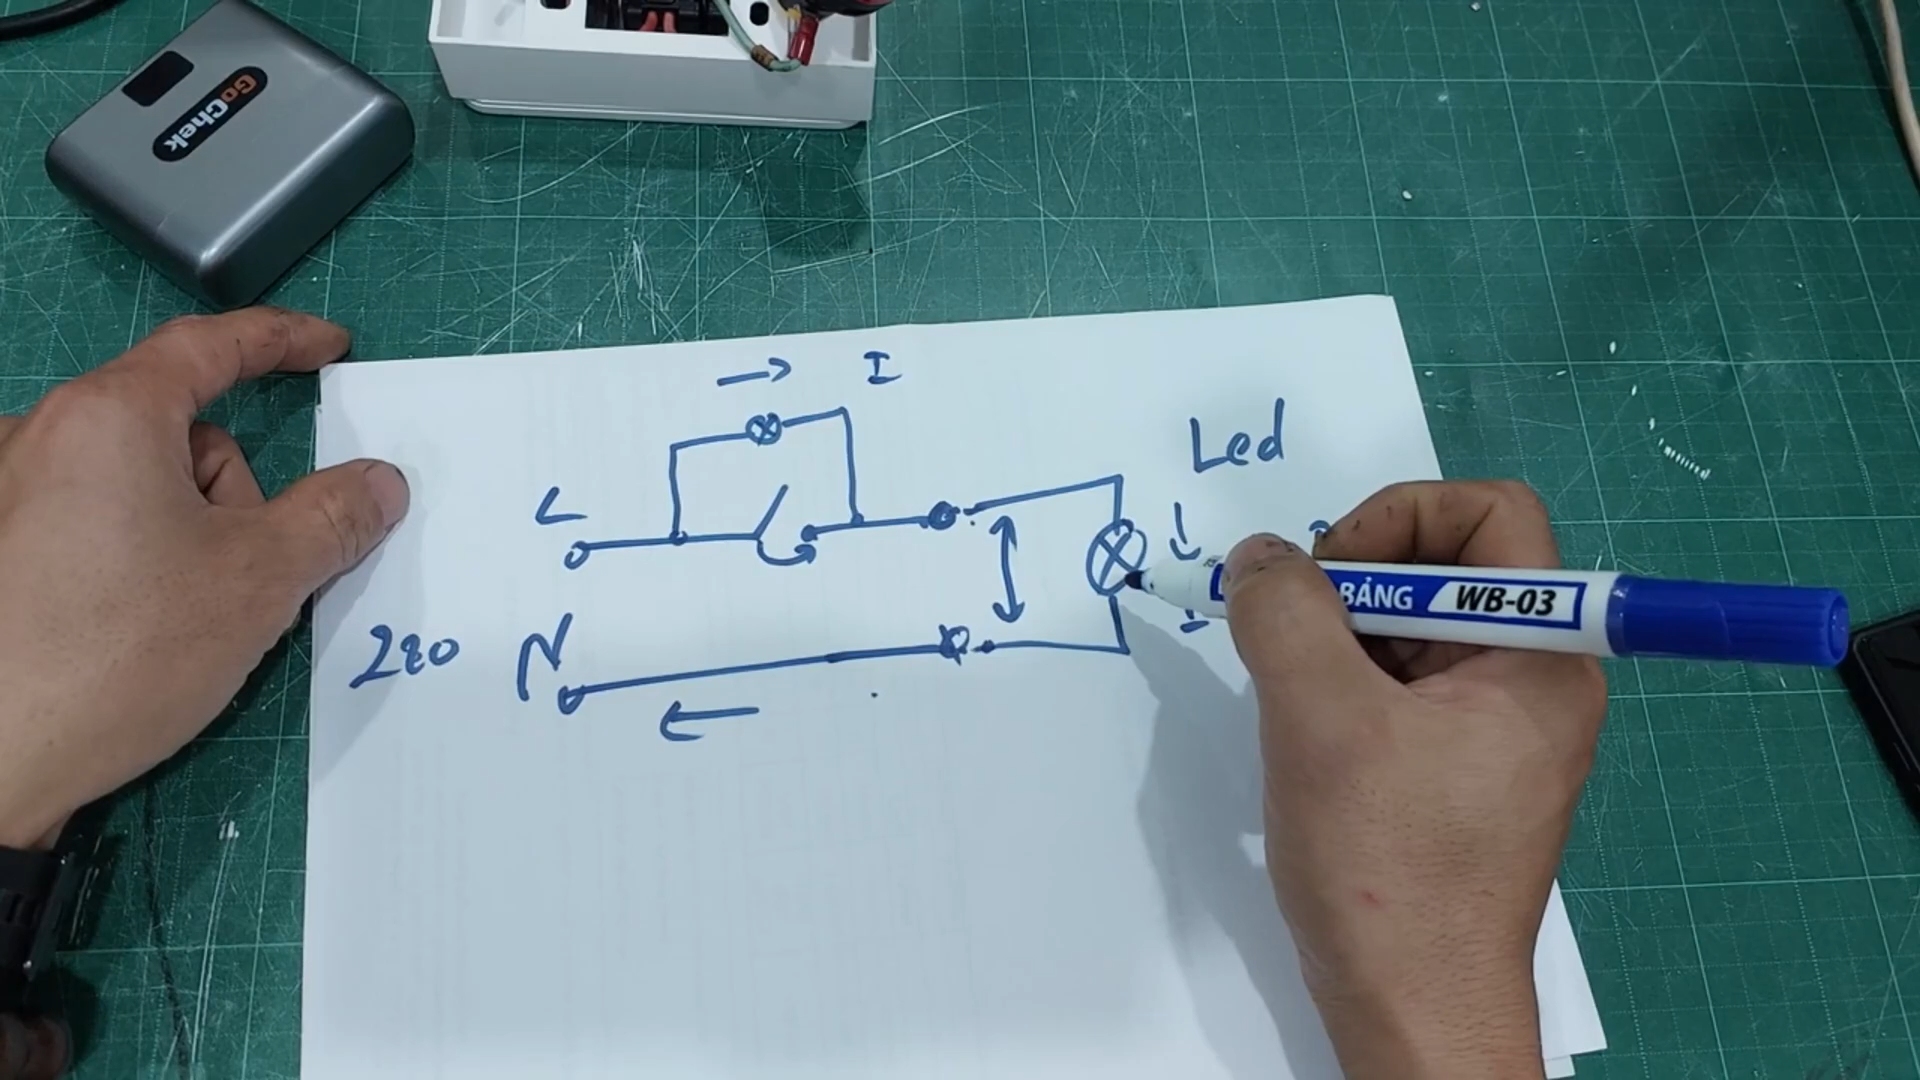 GoChek
I
Led
L
I
220 N
BẢNG WB-03